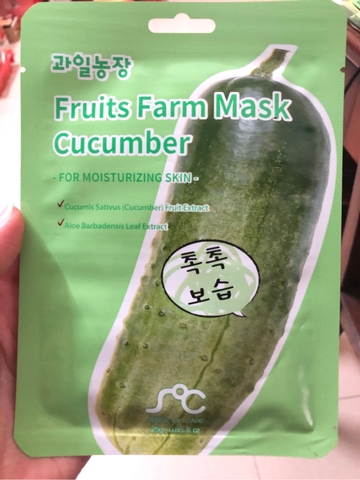 과일농장
Fruits Farm Mask
Cucumber
- FOR MOISTURIZING SKIN -
Cucumis Sativus (Cucumber) Fruit Extract
Aloe Barbadensis Leaf Extract
촉촉
보습